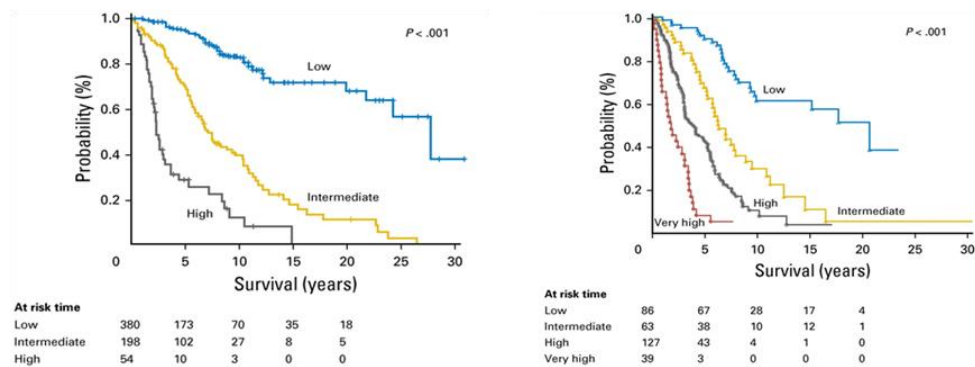 1.0
0.8
0.6
0.4
0.2
Probability (%)
P < .001
Low
Intermediate
High
0 5 10 15 20 25 30
Survival (years)
At risk time
Low 380 173 70 35 18
Intermediate 198 102 27 8 5
High 54 10 3 0 0
1.0
0.8
0.6
0.4
0.2
Probability (%)
P < .001
Low
High
Intermediate
Very high
0 5 10 15 20 25 30
Survival (years)
At risk time
Low 86 67 28 17 4
Intermediate 63 38 10 12 1
High 127 43 4 1 0
Very high 39 3 0 0 0